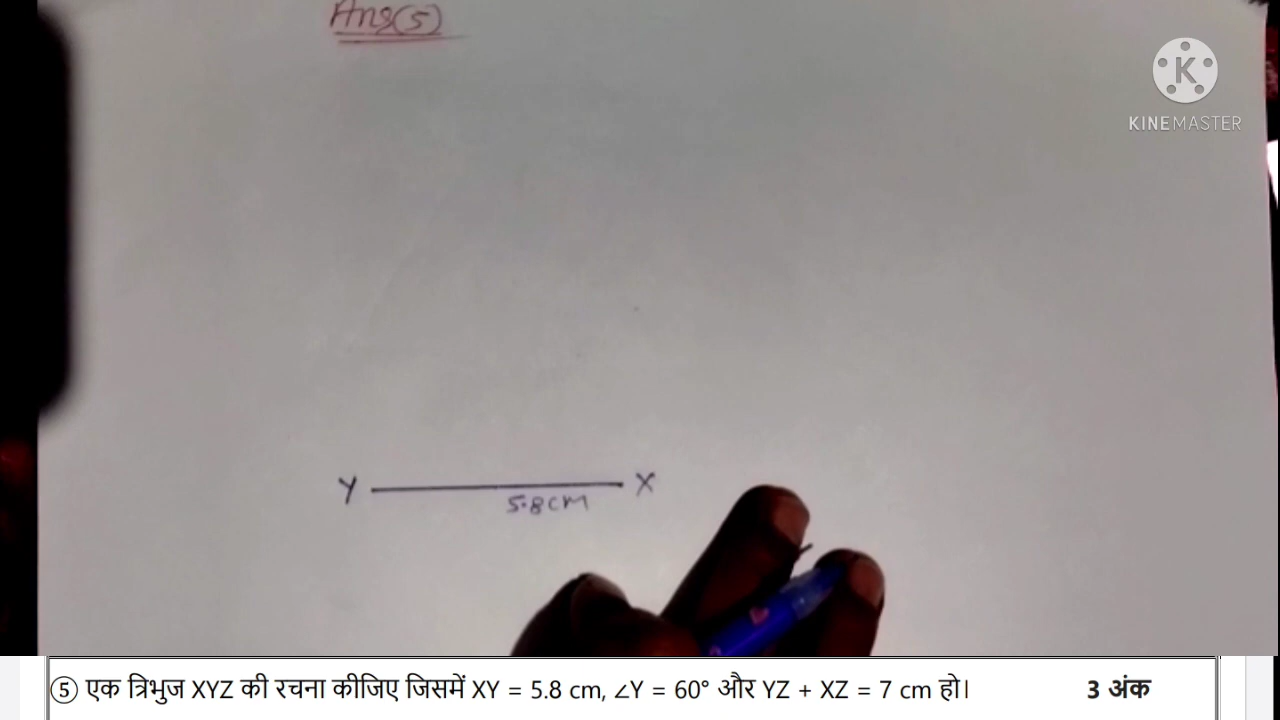 Ans(5)
KINEMASTER
Y X
5.8cm
⑤ एक त्रिभुज XYZ की रचना कीजिए जिसमें XY = 5.8 cm, ∠Y = 60° और YZ + XZ = 7 cm हो। 3 अंक